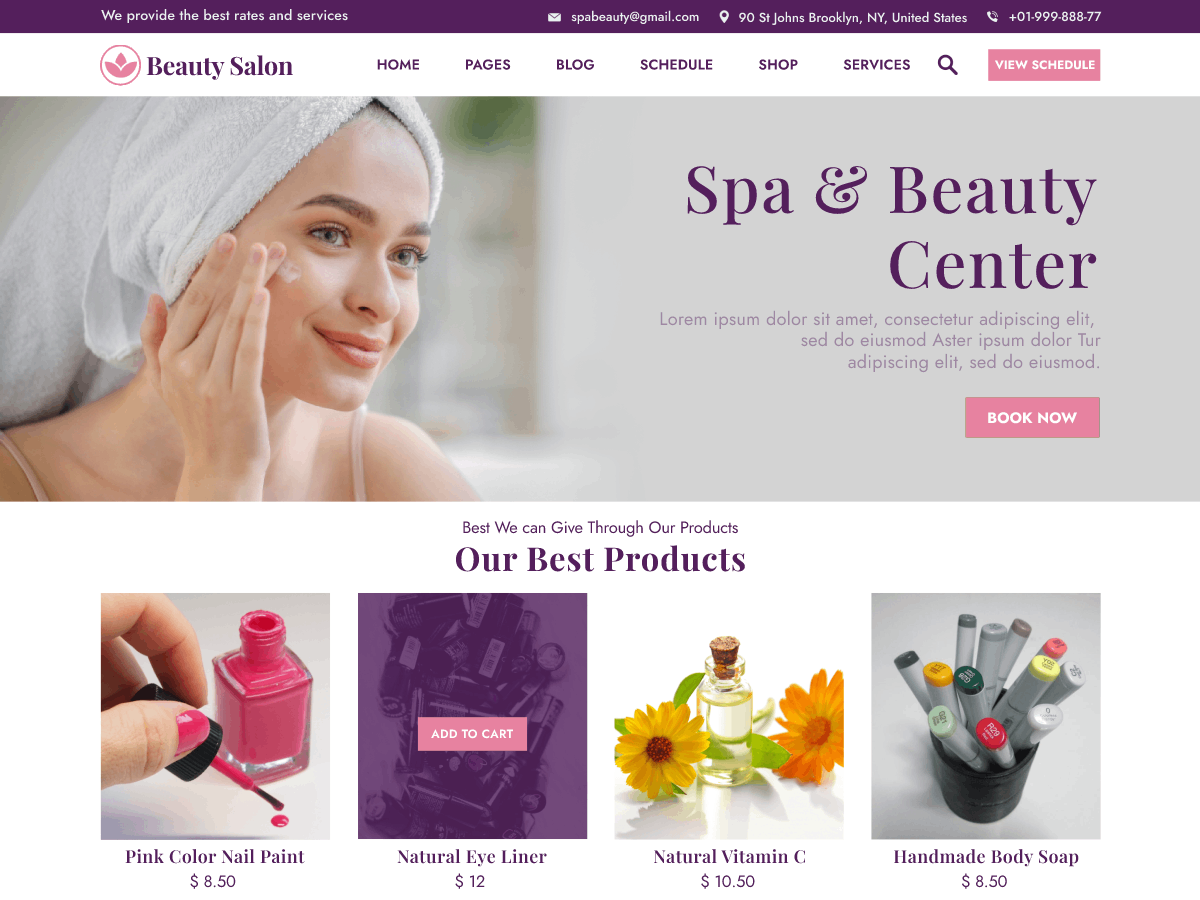 We provide the best rates and services
spabeauty@gmail.com
90 St Johns Brooklyn, NY, United States
+01-999-888-77
Beauty Salon
HOME
PAGES
BLOG
SCHEDULE
SHOP
SERVICES
VIEW SCHEDULE
Spa & Beauty
Center
Lorem ipsum dolor sit amet, consectetur adipiscing elit,
sed do eiusmod Aster ipsum dolor Tur
adipiscing elit, sed do eiusmod.
BOOK NOW
Best We can Give Through Our Products
Our Best Products
ADD TO CART
R29
0
Pink Color Nail Paint
Natural Eye Liner
Natural Vitamin C
Handmade Body Soap
$ 8.50
$ 12
$ 10.50
$ 8.50